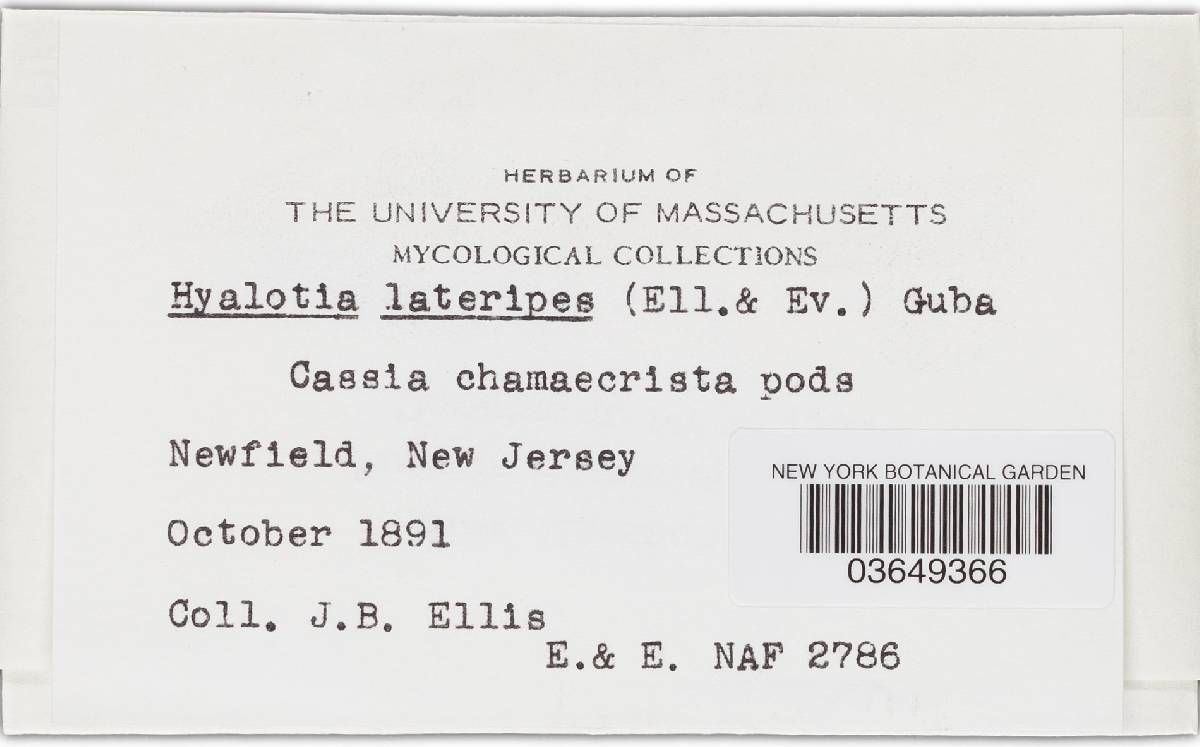 HERBARIUM OF
THE UNIVERSITY OF MASSACHUSETTS
MYCOLOGICAL COLLECTIONS
Hyalotia lateripes (Ell.& Ev.) Guba
Cassia chamaecrista pods
Newfield, New Jersey
October 1891
Coll. J.B. Ellis
E.& E. NAF 2786
NEW YORK BOTANICAL GARDEN
03649366